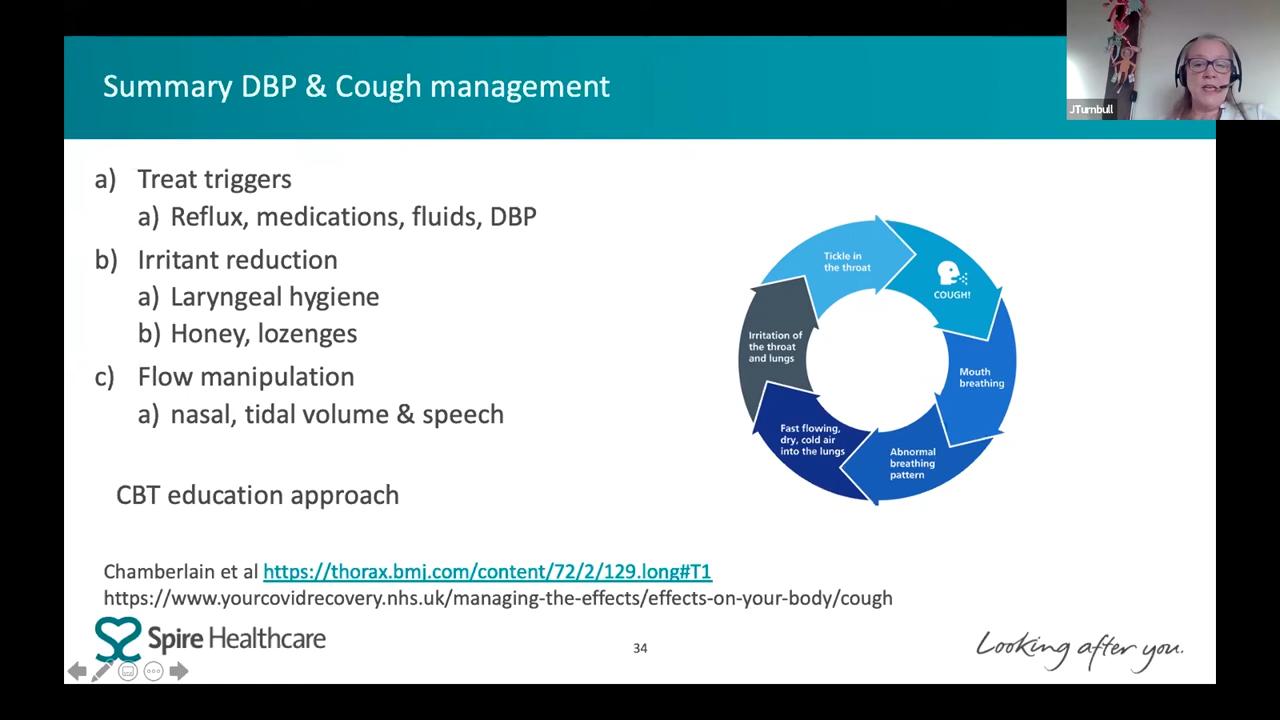 Summary DBP & Cough management
JTurnbull
a) Treat triggers
a) Reflux, medications, fluids, DBP
b) Irritant reduction
a) Laryngeal hygiene
b) Honey, lozenges
c) Flow manipulation
a) nasal, tidal volume & speech
CBT education approach
Tickle in
the throat
COUGH!
Mouth
breathing
Abnormal
breathing
pattern
Fast flowing,
dry, cold air
into the lungs
Irritation of
the throat
and lungs
Chamberlain et al https://thorax.bmj.com/content/72/2/129.long#T1
https://www.yourcovidrecovery.nhs.uk/managing-the-effects/effects-on-your-body/cough
Spire Healthcare
34
Looking after you.